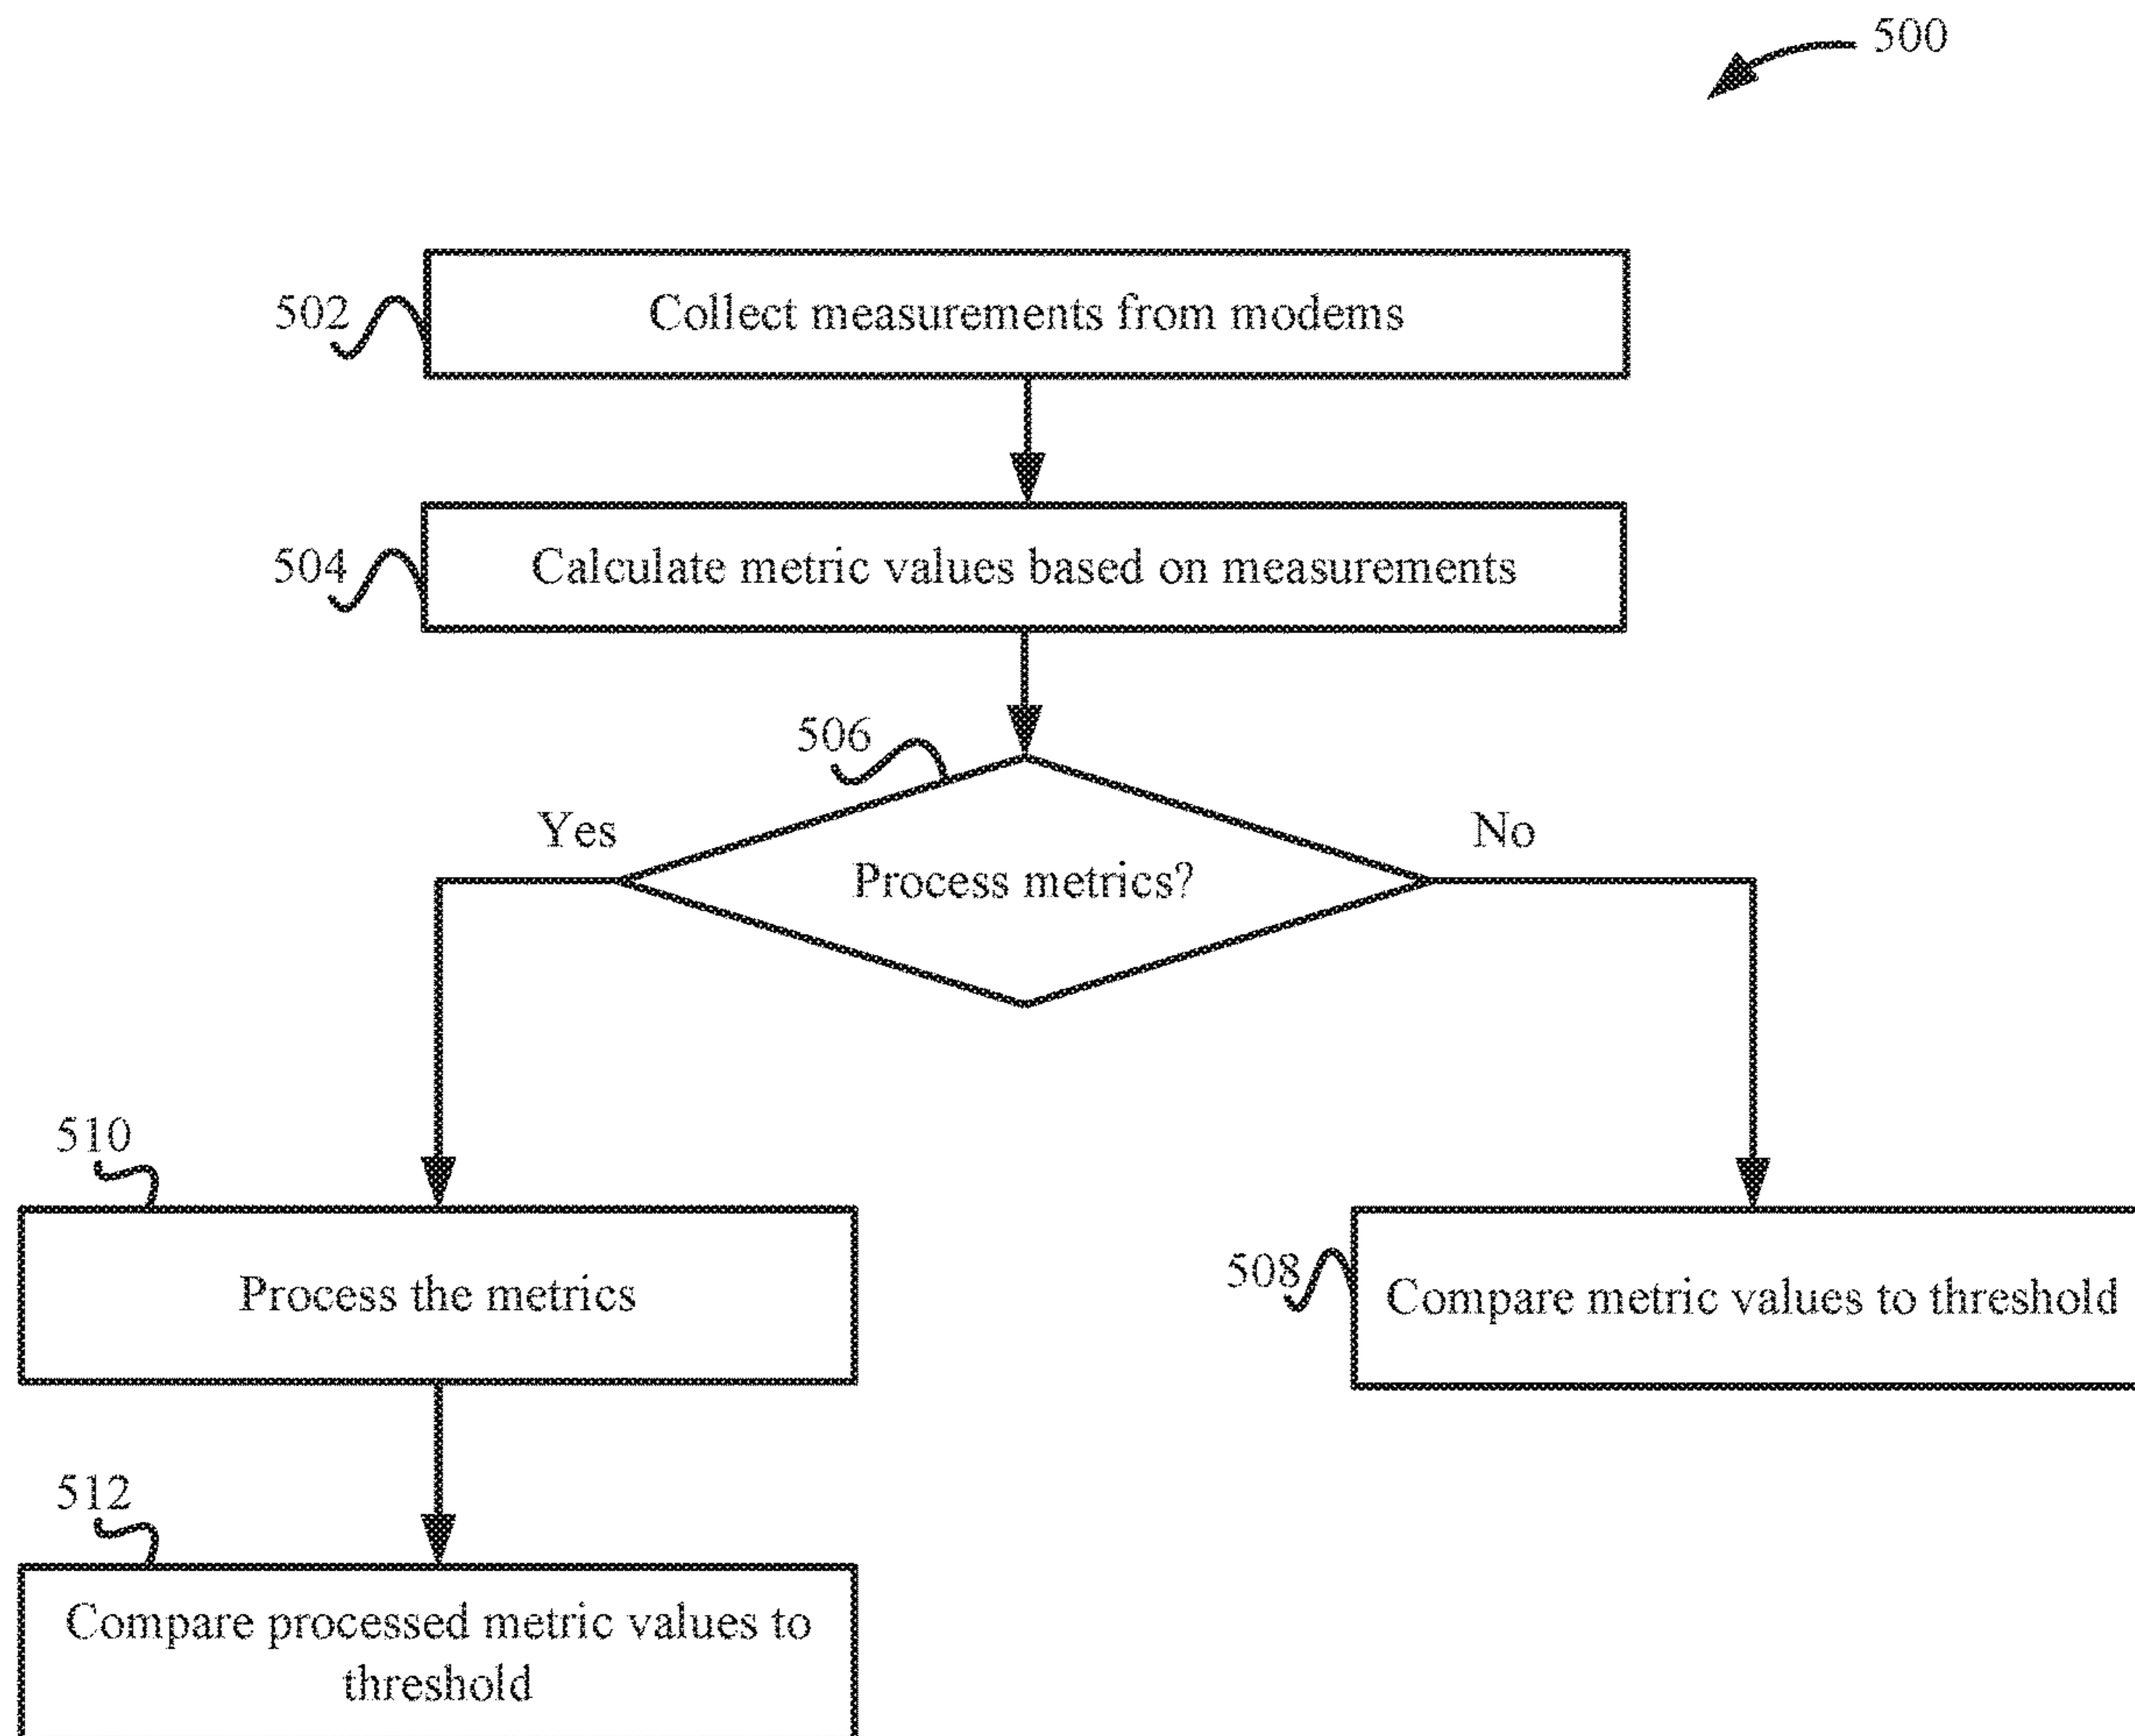 500
502
Collect measurements from modems
504
Calculate metric values based on measurements
506
Yes
No
Process metrics?
510
Process the metrics
508
Compare metric values to threshold
512
Compare processed metric values to
threshold